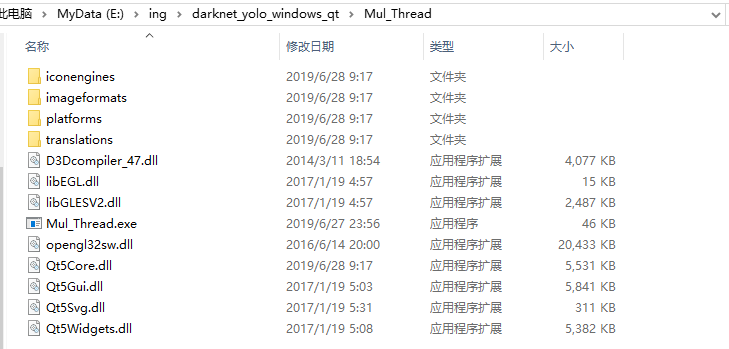 此电脑 > MyData (E:) > ing > darknet_yolo_windows_qt > Mul_Thread
名称 修改日期 类型 大小
iconengines 2019/6/28 9:17 文件夹
imageformats 2019/6/28 9:17 文件夹
platforms 2019/6/28 9:17 文件夹
translations 2019/6/28 9:17 文件夹
D3Dcompiler_47.dll 2014/3/11 18:54 应用程序扩展 4,077 KB
libEGL.dll 2017/1/19 4:57 应用程序扩展 15 KB
libGLESV2.dll 2017/1/19 4:57 应用程序扩展 2,487 KB
Mul_Thread.exe 2019/6/27 23:56 应用程序 46 KB
opengl32sw.dll 2016/6/14 20:00 应用程序扩展 20,433 KB
Qt5Core.dll 2019/6/28 9:17 应用程序扩展 5,531 KB
Qt5Gui.dll 2017/1/19 5:03 应用程序扩展 5,841 KB
Qt5Svg.dll 2017/1/19 5:31 应用程序扩展 311 KB
Qt5Widgets.dll 2017/1/19 5:08 应用程序扩展 5,382 KB